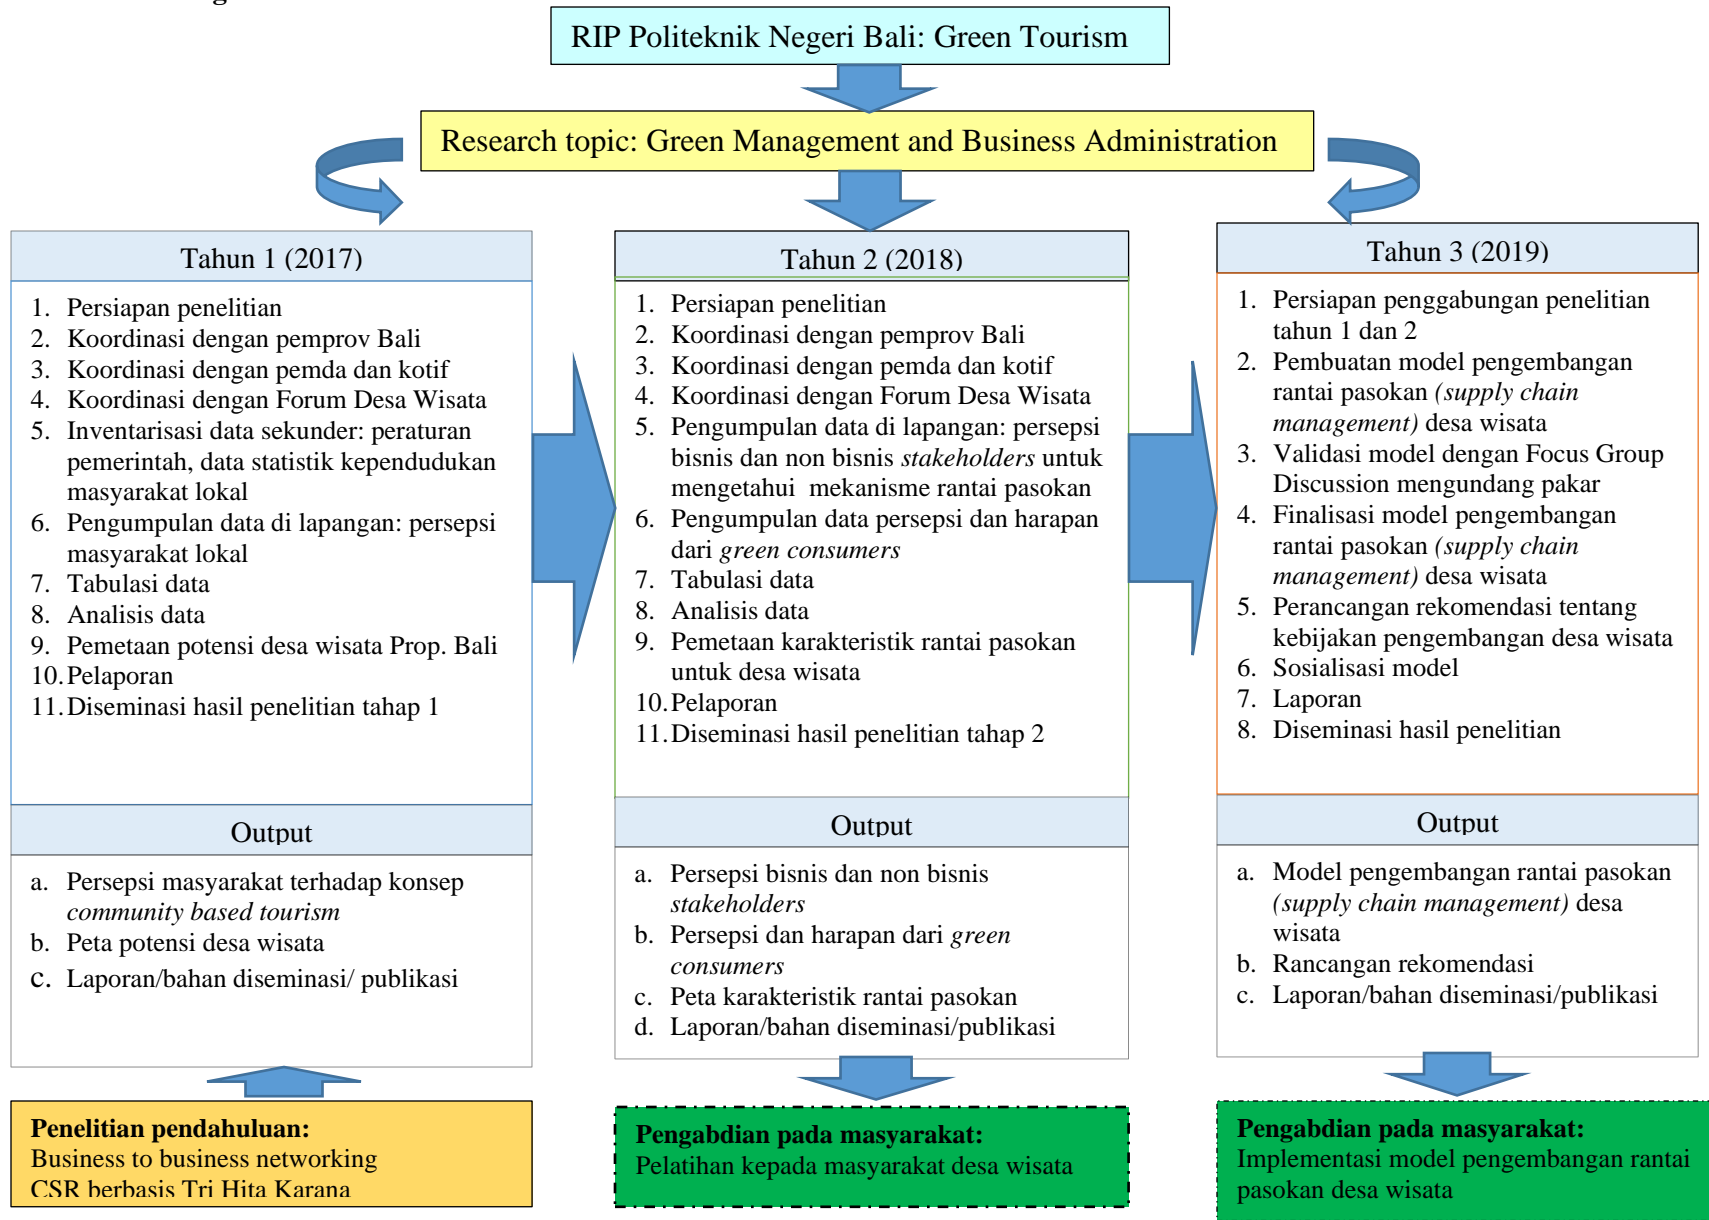 RIP Politeknik Negeri Bali: Green Tourism
Research topic: Green Management and Business Administration
Tahun 1 (2017)
1. Persiapan penelitian
2. Koordinasi dengan pemprov Bali
3. Koordinasi dengan pemda dan kotif
4. Koordinasi dengan Forum Desa Wisata
5. Inventarisasi data sekunder: peraturan
pemerintah, data statistik kependudukan
masyarakat lokal
6. Pengumpulan data di lapangan: persepsi
masyarakat lokal
7. Tabulasi data
8. Analisis data
9. Pemetaan potensi desa wisata Prop. Bali
10. Pelaporan
11. Diseminasi hasil penelitian tahap 1
Output
a. Persepsi masyarakat terhadap konsep
community based tourism
b. Peta potensi desa wisata
c. Laporan/bahan diseminasi/ publikasi
Penelitian pendahuluan:
Business to business networking
CSR berbasis Tri Hita Karana
Tahun 2 (2018)
1. Persiapan penelitian
2. Koordinasi dengan pemprov Bali
3. Koordinasi dengan pemda dan kotif
4. Koordinasi dengan Forum Desa Wisata
5. Pengumpulan data di lapangan: persepsi
bisnis dan non bisnis stakeholders untuk
mengetahui mekanisme rantai pasokan
6. Pengumpulan data persepsi dan harapan
dari green consumers
7. Tabulasi data
8. Analisis data
9. Pemetaan karakteristik rantai pasokan
untuk desa wisata
10. Pelaporan
11. Diseminasi hasil penelitian tahap 2
Output
a. Persepsi bisnis dan non bisnis
stakeholders
b. Persepsi dan harapan dari green
consumers
c. Peta karakteristik rantai pasokan
d. Laporan/bahan diseminasi/publikasi
Pengabdian pada masyarakat:
Pelatihan kepada masyarakat desa wisata
Tahun 3 (2019)
1. Persiapan penggabungan penelitian
tahun 1 dan 2
2. Pembuatan model pengembangan
rantai pasokan (supply chain
management) desa wisata
3. Validasi model dengan Focus Group
Discussion mengundang pakar
4. Finalisasi model pengembangan
rantai pasokan (supply chain
management) desa wisata
5. Perancangan rekomendasi tentang
kebijakan pengembangan desa wisata
6. Sosialisasi model
7. Laporan
8. Diseminasi hasil penelitian
Output
a. Model pengembangan rantai pasokan
(supply chain management) desa
wisata
b. Rancangan rekomendasi
c. Laporan/bahan diseminasi/publikasi
Pengabdian pada masyarakat:
Implementasi model pengembangan rantai
pasokan desa wisata